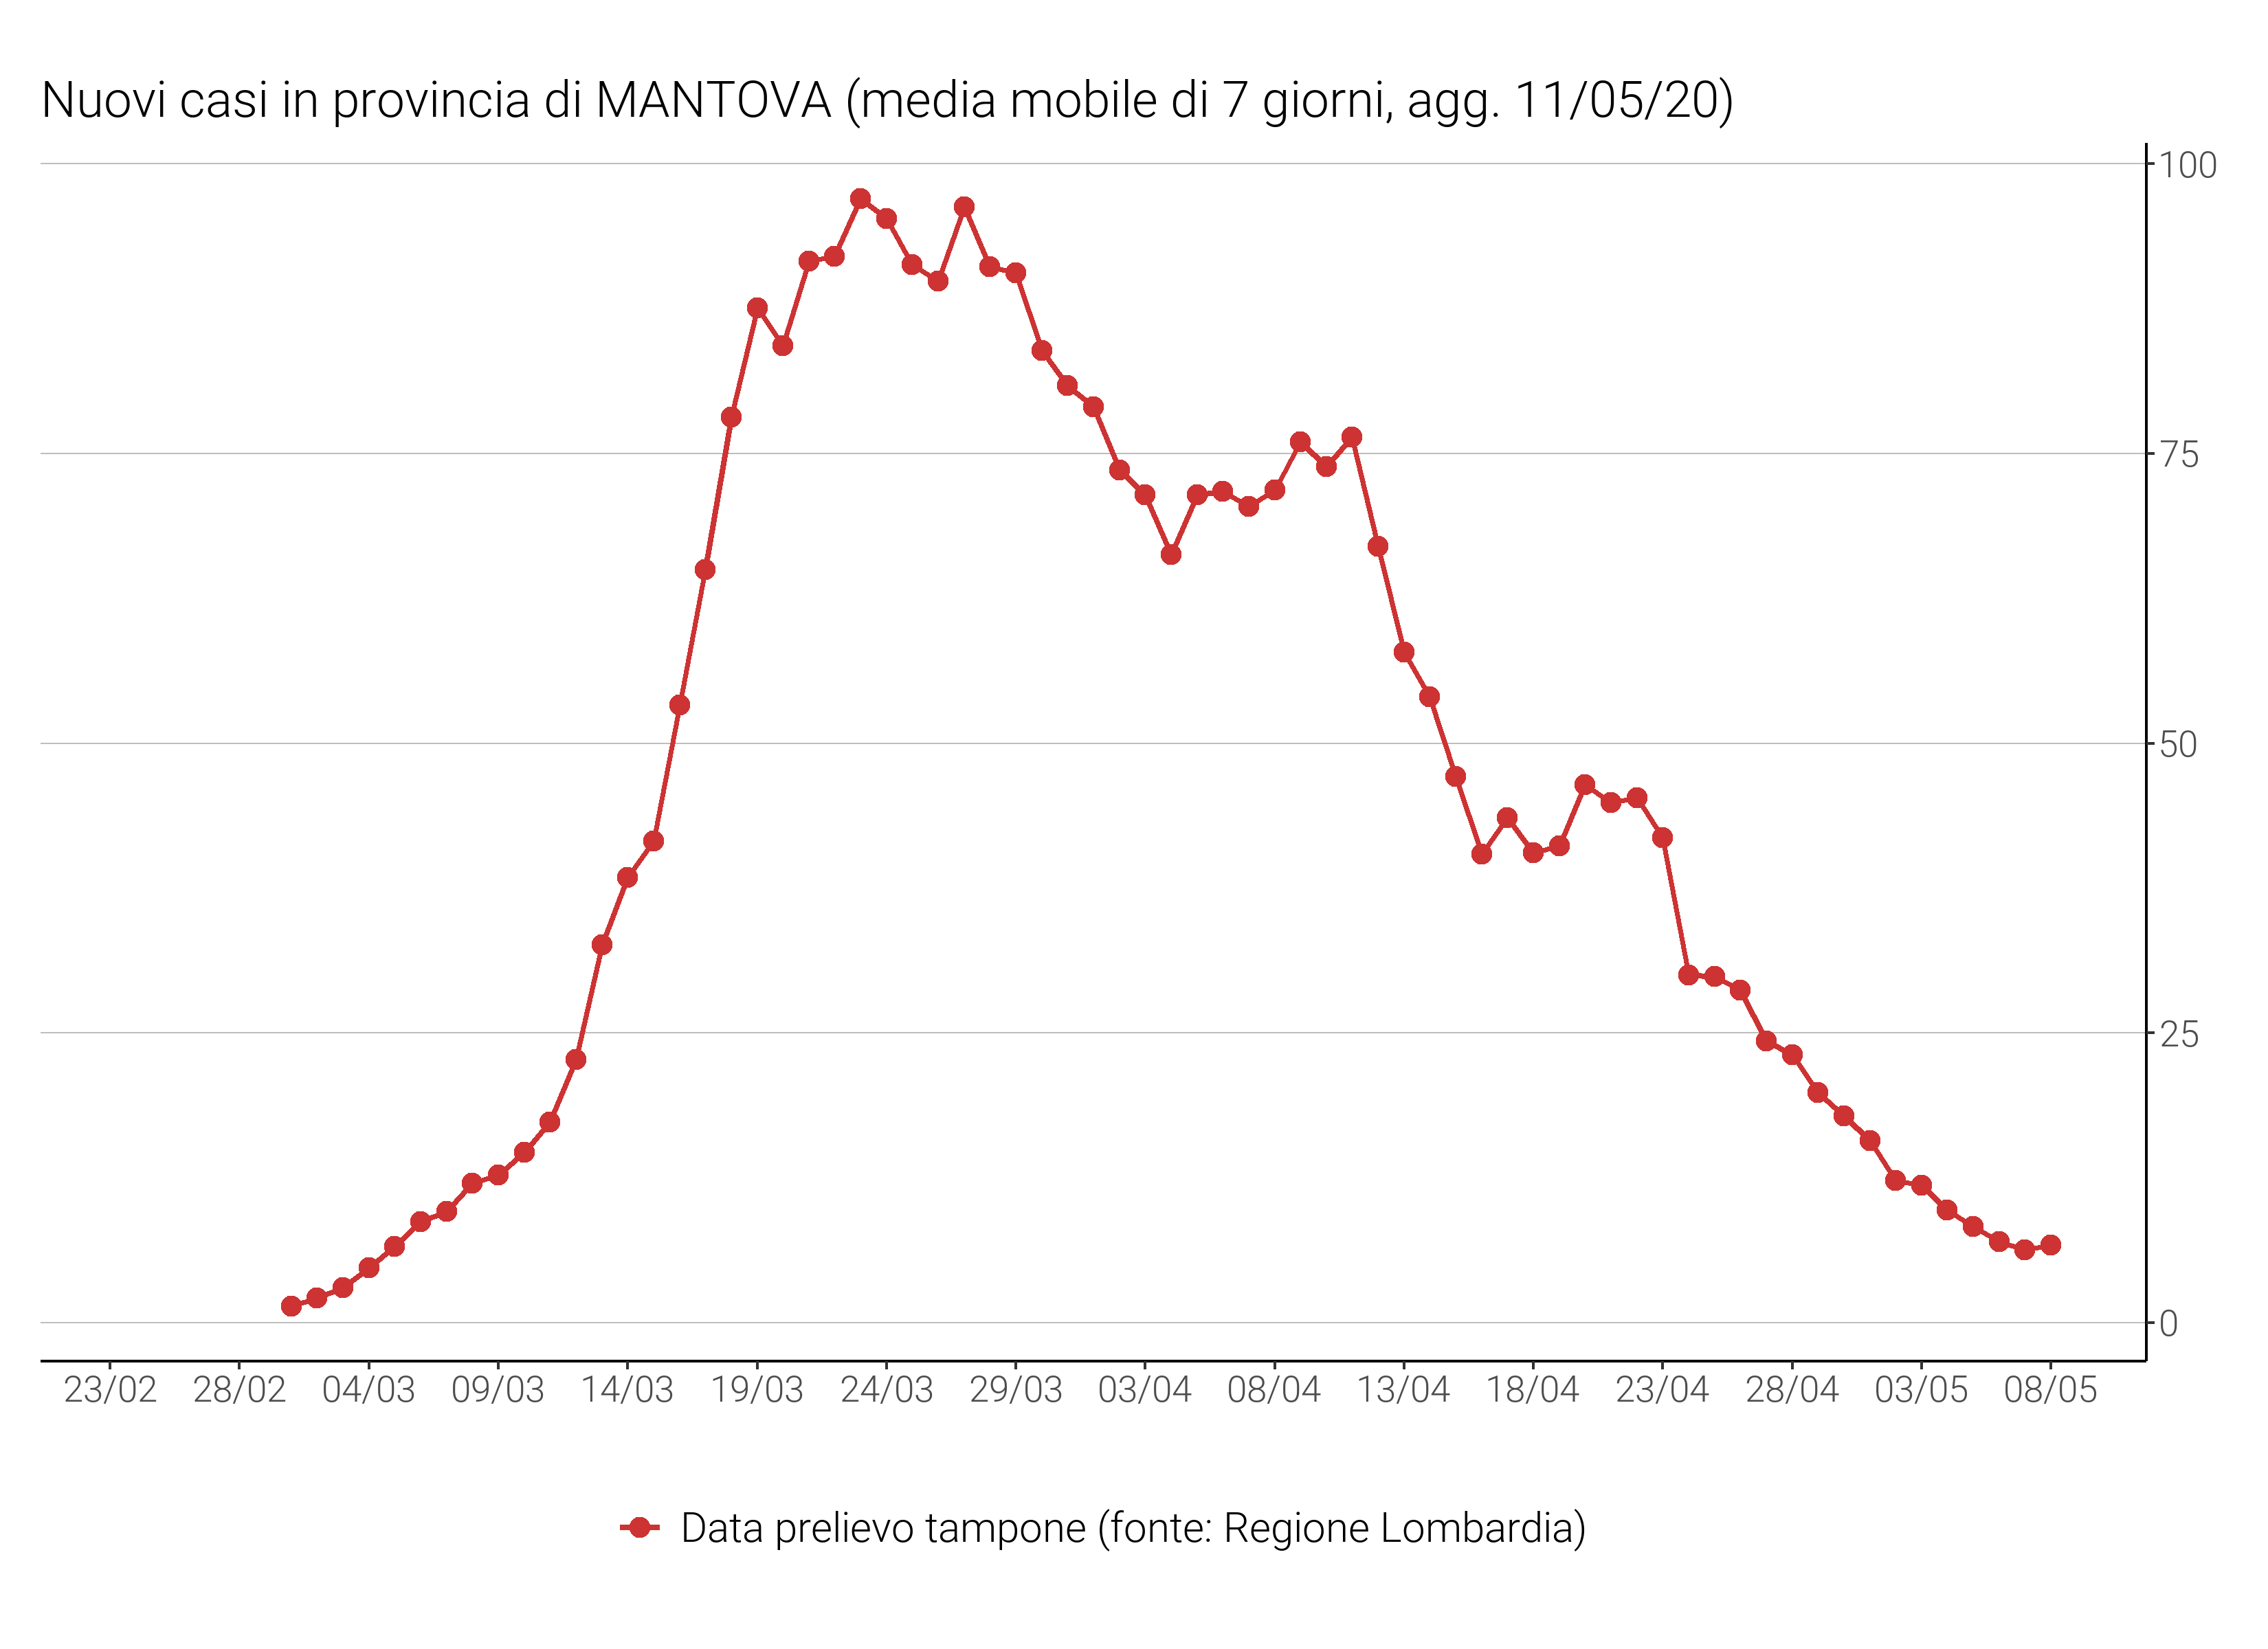 Nuovi casi in provincia di MANTOVA (media mobile di 7 giorni, agg. 11/05/20)
100
75
50
25
0
23/02 28/02 04/03 09/03 14/03 19/03 24/03 29/03 03/04 08/04 13/04 18/04 23/04 28/04 03/05 08/05
Data prelievo tampone (fonte: Regione Lombardia)